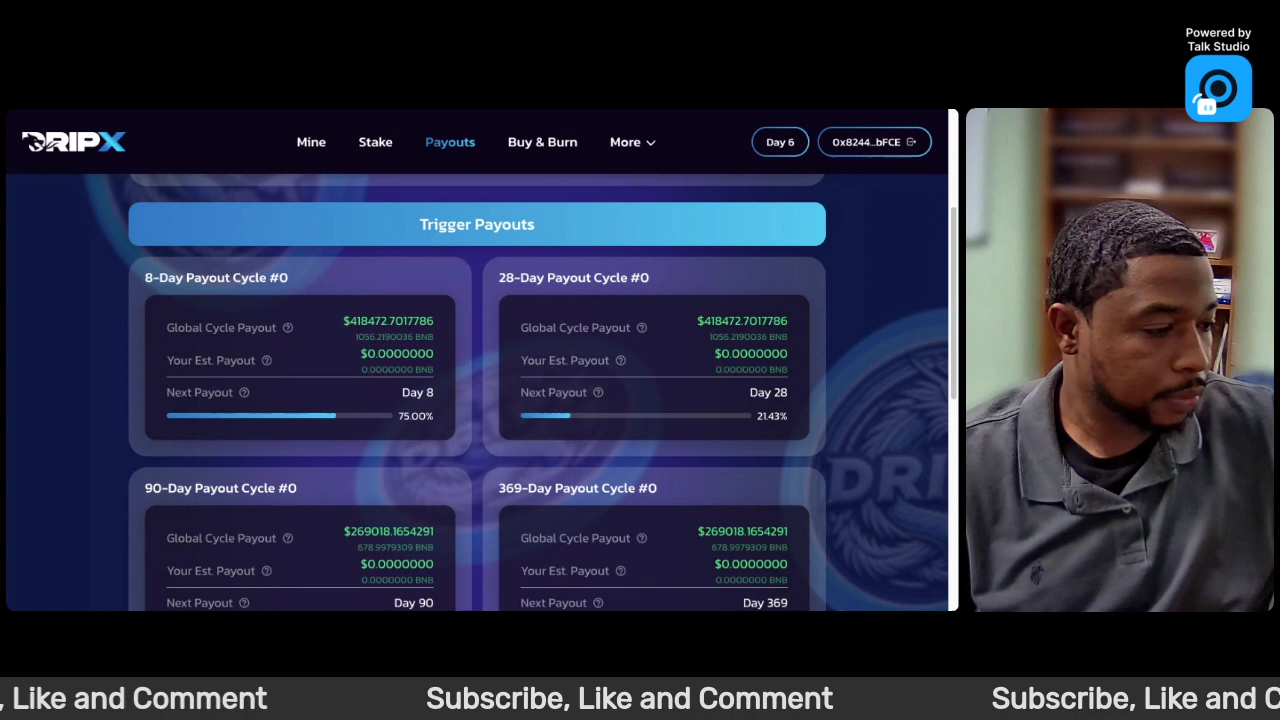 Powered by
Talk Studio
DRIPX
Mine
Stake
Payouts
Buy & Burn
More
Day 6
0x8244...bFCE
Trigger Payouts
8-Day Payout Cycle #0
Global Cycle Payout
$418472.7017786
1056.2190036 BNB
Your Est. Payout
$0.0000000
0.0000000 BNB
Next Payout
Day 8
75.00%
28-Day Payout Cycle #0
Global Cycle Payout
$418472.7017786
1056.2190036 BNB
Your Est. Payout
$0.0000000
0.0000000 BNB
Next Payout
Day 28
21.43%
90-Day Payout Cycle #0
Global Cycle Payout
$269018.1654291
678.9979309 BNB
Your Est. Payout
$0.0000000
0.0000000 BNB
Next Payout
Day 90
369-Day Payout Cycle #0
Global Cycle Payout
$269018.1654291
678.9979309 BNB
Your Est. Payout
$0.0000000
0.0000000 BNB
Next Payout
Day 369
DRI
, Like and Comment
Subscribe, Like and Comment
Subscribe, Like and C